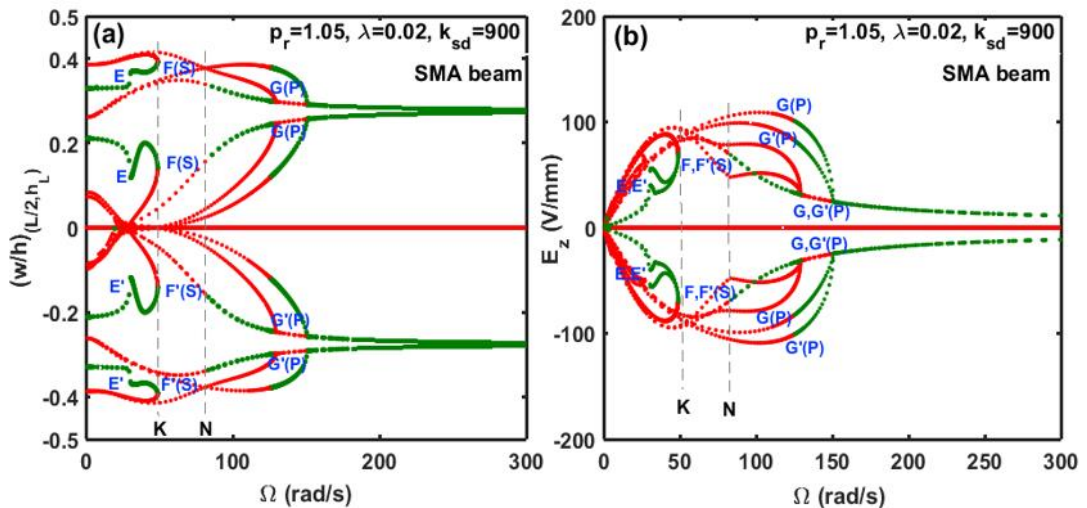 (a)
p_r=1.05, λ=0.02, k_sd=900
SMA beam
(w/h)_(L/2,h_L)
0.5
0.4
0.2
0
-0.2
-0.4
-0.5
E
F(S)
G(P)
E
F(S)
G(P)
E'
F'(S)
G'(P)
E'
F'(S)
G'(P)
K
N
0
100
200
300
Ω (rad/s)
(b)
p_r=1.05, λ=0.02, k_sd=900
SMA beam
E_z (V/mm)
200
100
0
-100
-200
G(P)
G'(P)
E,E'
F,F'(S)
G,G'(P)
G,G'(P)
E,E'
F,F'(S)
G(P)
G'(P)
K
N
0
50
100
150
200
250
300
Ω (rad/s)